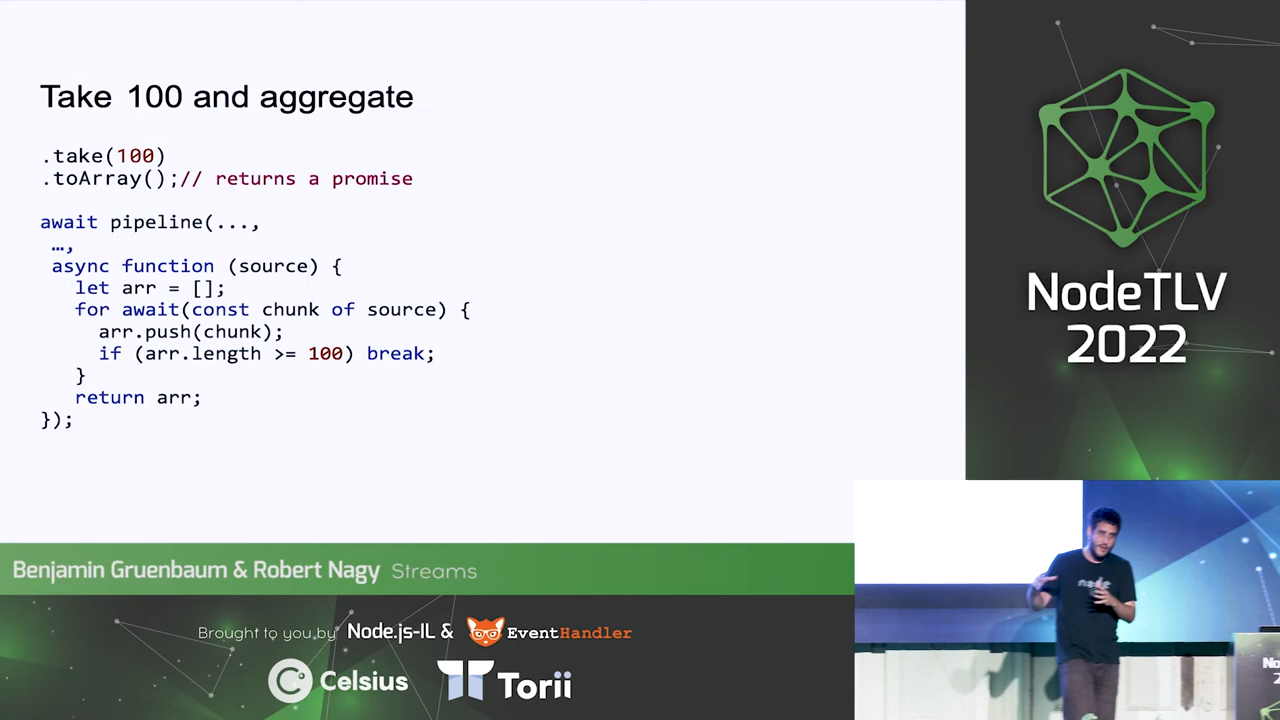 Take 100 and aggregate
.take(100)
.toArray();// returns a promise
await pipeline(...,
…,
async function (source) {
let arr = [];
for await(const chunk of source) {
arr.push(chunk);
if (arr.length >= 100) break;
}
return arr;
});
NodeTLV
2022
Benjamin Gruenbaum & Robert Nagy Streams
Brought to you,by Node.js-IL & EventHandler
Celsius Torii
node